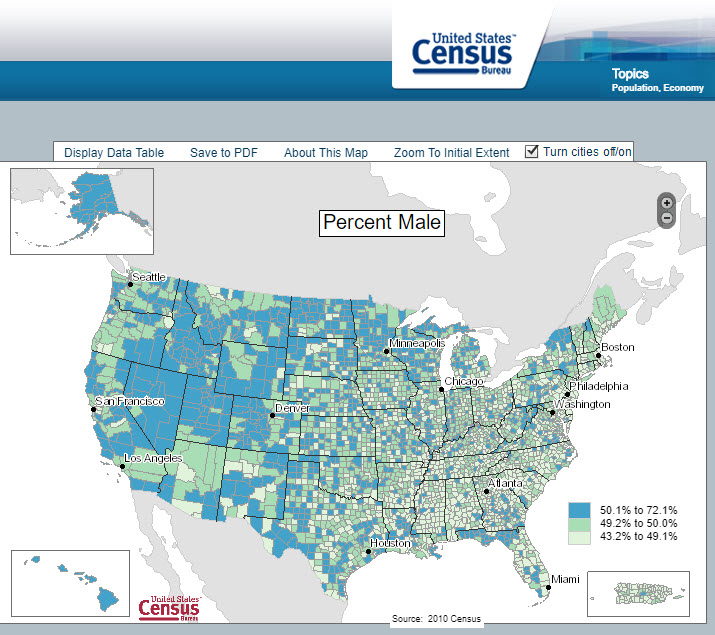 United States™
Census
Bureau
Topics
Population, Economy
Display Data Table
Save to PDF
About This Map
Zoom To Initial Extent
Turn cities off/on
Percent Male
Seattle
Minneapolis
Boston
Chicago
Philadelphia
San Francisco
Denver
Washington
Los Angeles
Atlanta
50.1% to 72.1%
49.2% to 50.0%
43.2% to 49.1%
Houston
Miami
United States™
Census
Bureau
Source: 2010 Census